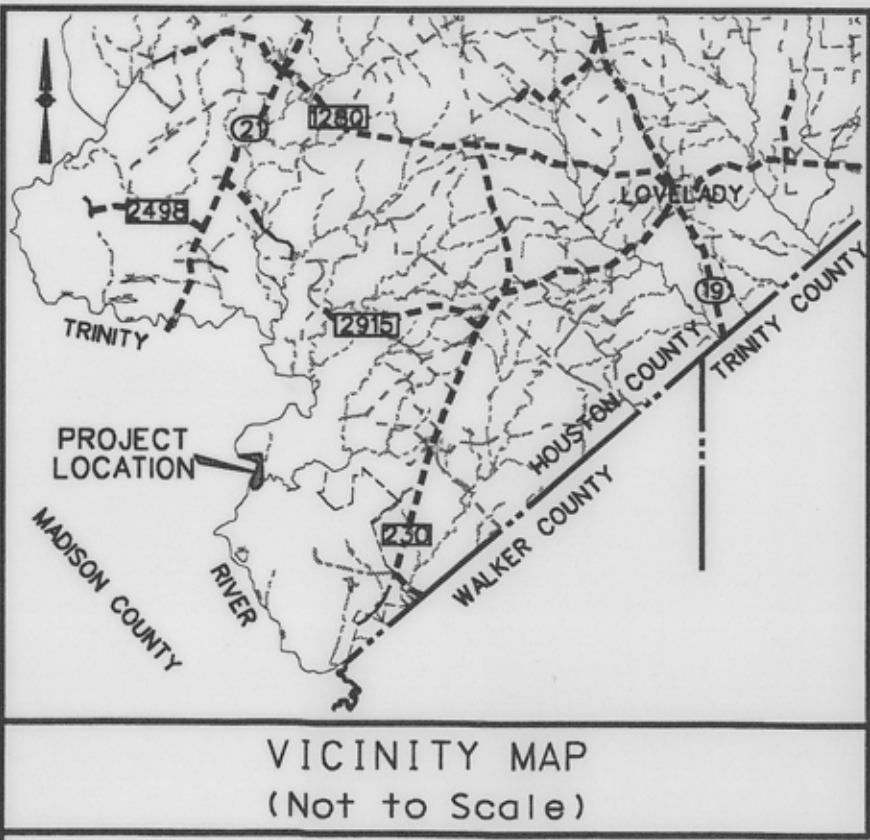 21
1280
LOVELADY
2498
19
TRINITY
2915
TRINITY COUNTY
HOUSTON COUNTY
PROJECT
LOCATION
230
WALKER COUNTY
MADISON COUNTY
RIVER
VICINITY MAP
(Not to Scale)